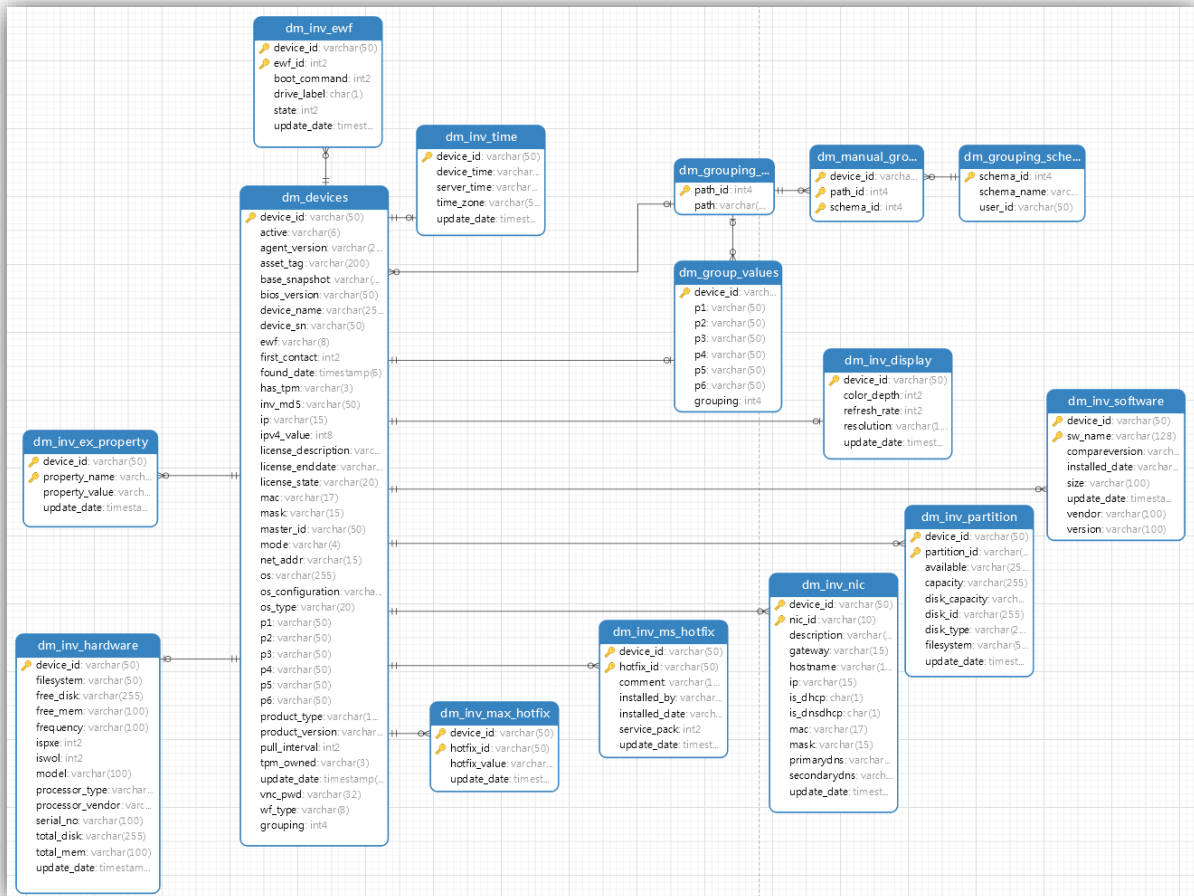 dm_inv_ewf
device_id: varchar(50)
ewf_id: int2
boot_command: int2
drive_label: char(1)
state: int2
update_date: timest...
dm_inv_time
device_id: varchar(50)
device_time: varchar...
server_time: varchar...
time_zone: varchar(5...
update_date: timest...
dm_grouping_...
path_id: int4
path: varchar(...
dm_manual_gro...
device_id: varcha...
path_id: int4
schema_id: int4
dm_grouping_sche...
schema_id: int4
schema_name: varc...
user_id: varchar(50)
dm_devices
device_id: varchar(50)
active: varchar(6)
agent_version: varchar(2...
asset_tag: varchar(200)
base_snapshot: varchar(...
bios_version: varchar(50)
device_name: varchar(25...
device_sn: varchar(50)
ewf: varchar(8)
first_contact: int2
found_date: timestamp(6)
has_tpm: varchar(3)
inv_md5: varchar(50)
ip: varchar(15)
ipv4_value: int8
license_description: varc...
license_enddate: varchar...
license_state: varchar(20)
mac: varchar(17)
mask: varchar(15)
master_id: varchar(50)
mode: varchar(4)
net_addr: varchar(15)
os: varchar(255)
os_configuration: varcha...
os_type: varchar(20)
p1: varchar(50)
p2: varchar(50)
p3: varchar(50)
p4: varchar(50)
p5: varchar(50)
p6: varchar(50)
product_type: varchar(1...
product_version: varchar...
pull_interval: int2
tpm_owned: varchar(3)
update_date: timestamp(...
vnc_pwd: varchar(32)
wf_type: varchar(8)
grouping: int4
dm_group_values
device_id: varch...
p1: varchar(50)
p2: varchar(50)
p3: varchar(50)
p4: varchar(50)
p5: varchar(50)
p6: varchar(50)
grouping: int4
dm_inv_display
device_id: varchar(50)
color_depth: int2
refresh_rate: int2
resolution: varchar(1...
update_date: timest...
dm_inv_software
device_id: varchar(50)
sw_name: varchar(128)
compareversion: varch...
installed_date: varchar...
size: varchar(100)
update_date: timesta...
vendor: varchar(100)
version: varchar(100)
dm_inv_ex_property
device_id: varchar(50)
property_name: varch...
property_value: varch...
update_date: timesta...
dm_inv_partition
device_id: varchar(50)
partition_id: varchar(...
available: varchar(25...
capacity: varchar(255)
disk_capacity: varch...
disk_id: varchar(255)
disk_type: varchar(2...
filesystem: varchar(5...
update_date: timest...
dm_inv_nic
device_id: varchar(50)
nic_id: varchar(10)
description: varchar(...
gateway: varchar(15)
hostname: varchar(1...
ip: varchar(15)
is_dhcp: char(1)
is_dnsdhcp: char(1)
mac: varchar(17)
mask: varchar(15)
primarydns: varchar...
secondarydns: varch...
update_date: timest...
dm_inv_ms_hotfix
device_id: varchar(50)
hotfix_id: varchar(50)
comment: varchar(1...
installed_by: varchar...
installed_date: varch...
service_pack: int2
update_date: timest...
dm_inv_hardware
device_id: varchar(50)
filesystem: varchar(50)
free_disk: varchar(255)
free_mem: varchar(100)
frequency: varchar(100)
ispxe: int2
iswol: int2
model: varchar(100)
processor_type: varchar...
processor_vendor: varc...
serial_no: varchar(100)
total_disk: varchar(255)
total_mem: varchar(100)
update_date: timestam...
dm_inv_max_hotfix
device_id: varchar(50)
hotfix_id: varchar(50)
hotfix_value: varchar...
update_date: timest...